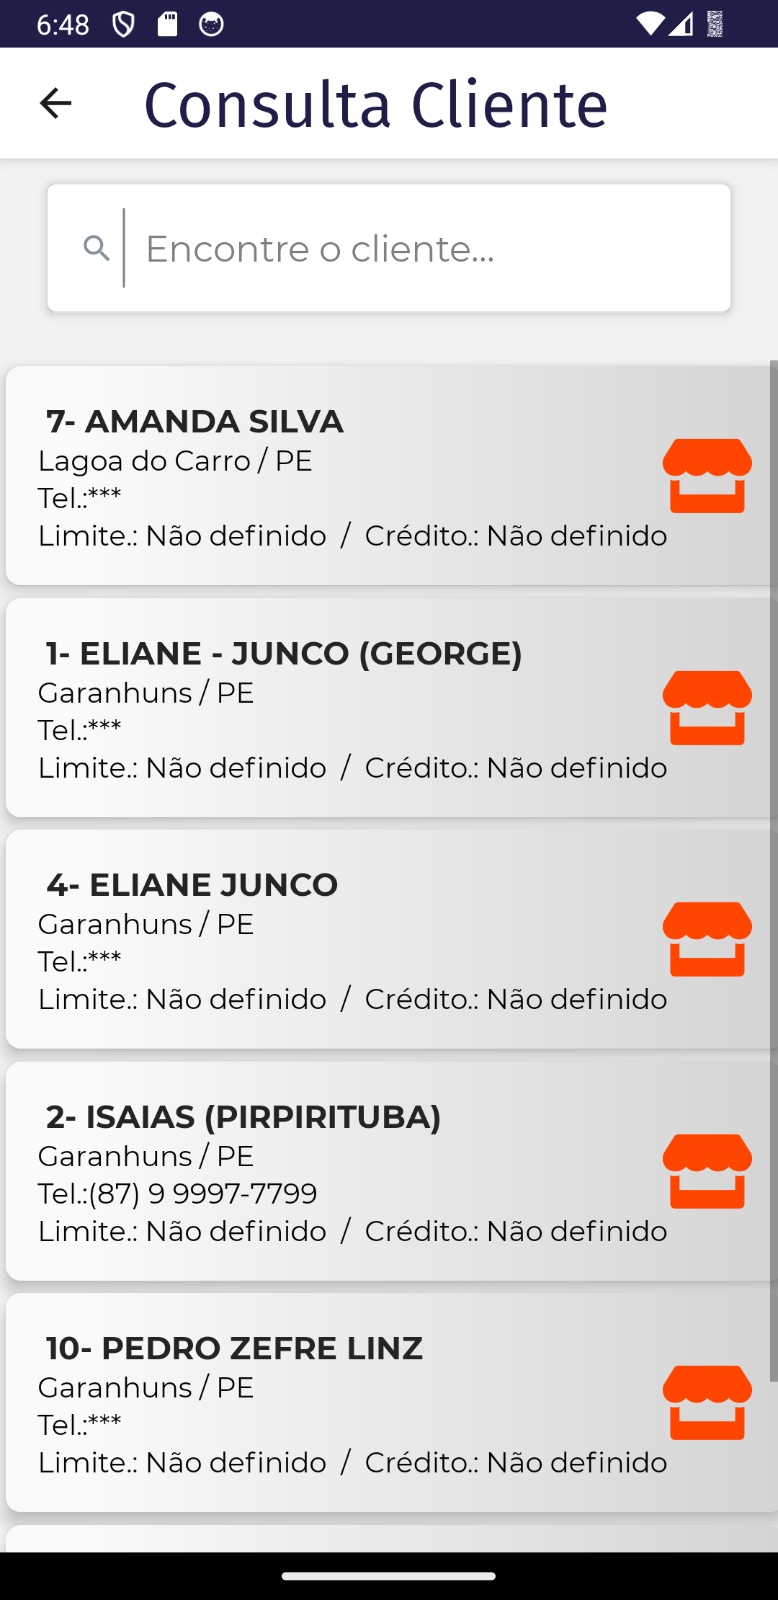 6:48
Consulta Cliente
Encontre o cliente...
7- AMANDA SILVA
Lagoa do Carro / PE
Tel.:***
Limite.: Não definido / Crédito.: Não definido
1- ELIANE - JUNCO (GEORGE)
Garanhuns / PE
Tel.:***
Limite.: Não definido / Crédito.: Não definido
4- ELIANE JUNCO
Garanhuns / PE
Tel.:***
Limite.: Não definido / Crédito.: Não definido
2- ISAIAS (PIRPIRITUBA)
Garanhuns / PE
Tel.:(87) 9 9997-7799
Limite.: Não definido / Crédito.: Não definido
10- PEDRO ZEFRE LINZ
Garanhuns / PE
Tel.:***
Limite.: Não definido / Crédito.: Não definido